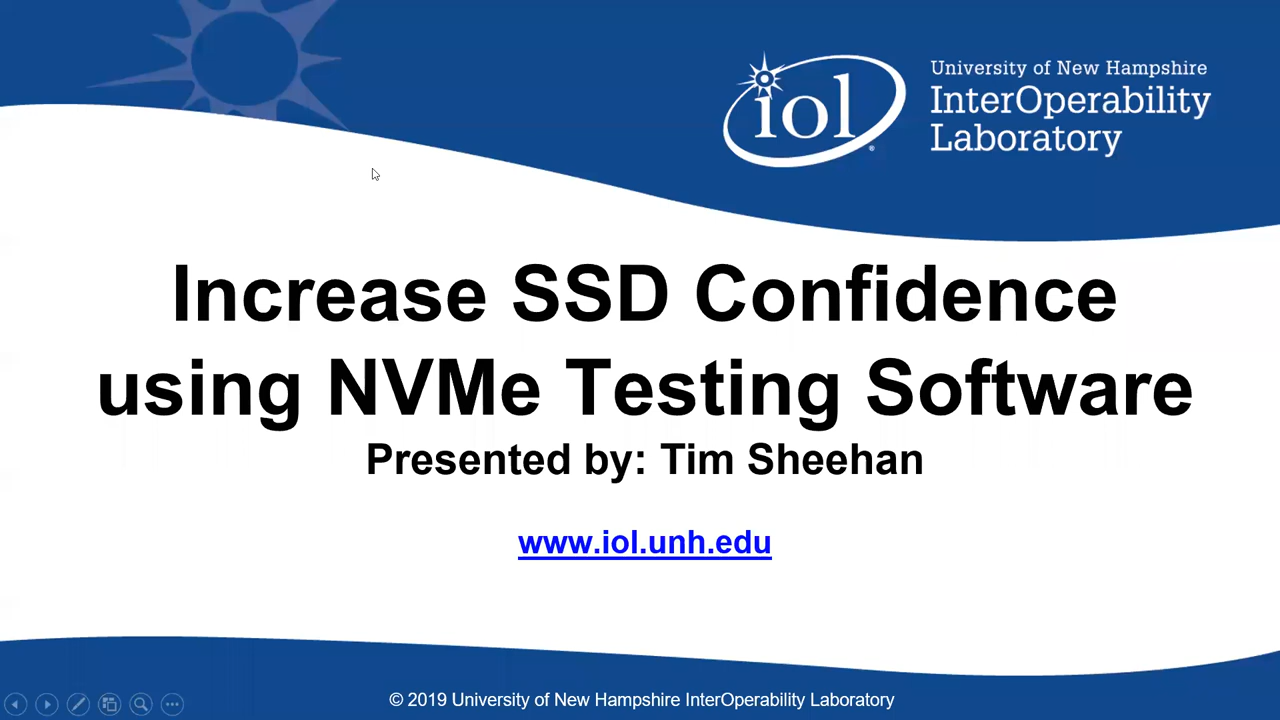 iol
University of New Hampshire
InterOperability
Laboratory
Increase SSD Confidence
using NVMe Testing Software
Presented by: Tim Sheehan
www.iol.unh.edu
© 2019 University of New Hampshire InterOperability Laboratory